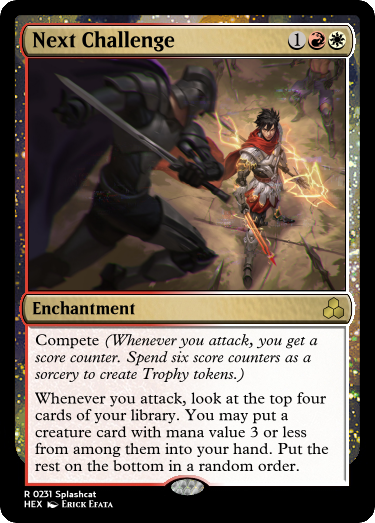 Next Challenge 1
Enchantment
Compete (Whenever you attack, you get a
score counter. Spend six score counters as a
sorcery to create Trophy tokens.)
Whenever you attack, look at the top four
cards of your library. You may put a
creature card with mana value 3 or less
from among them into your hand. Put the
rest on the bottom in a random order.
R 0231 Splashcat
HEX Erick Efata